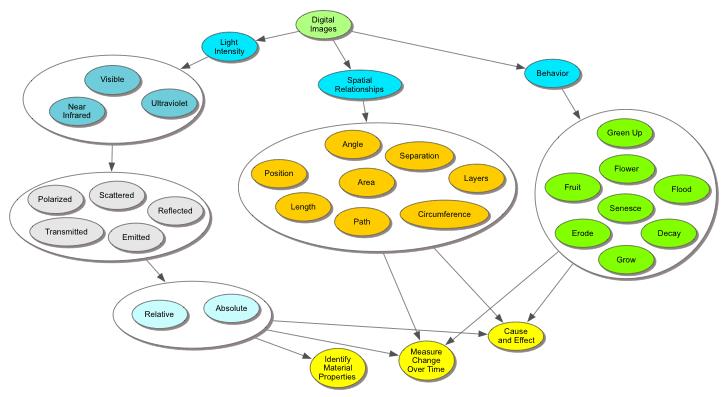 Digital
Images
Light
Intensity
Visible
Near
Infrared
Ultraviolet
Spatial
Relationships
Behavior
Angle
Separation
Position
Area
Layers
Length
Path
Circumference
Green Up
Flower
Fruit
Flood
Senesce
Erode
Decay
Grow
Polarized
Scattered
Reflected
Transmitted
Emitted
Relative
Absolute
Identify
Material
Properties
Measure
Change
Over Time
Cause
and Effect